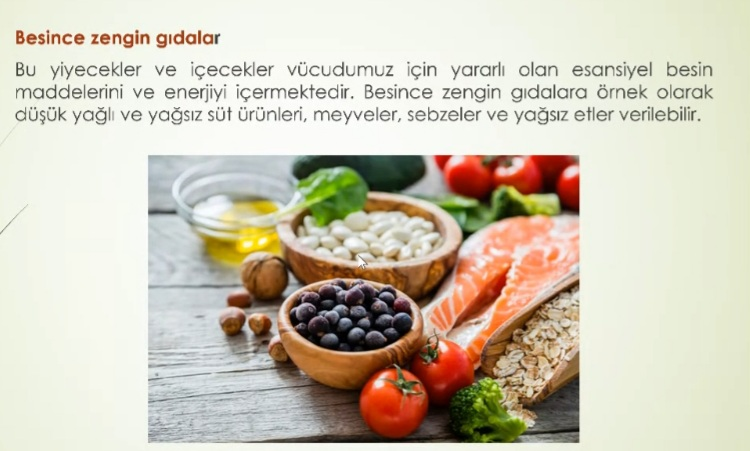 Besince zengin gıdalar
Bu yiyecekler ve içecekler vücudumuz için yararlı olan esansiyel besin
maddelerini ve enerjiyi içermektedir. Besince zengin gıdalara örnek olarak
düşük yağlı ve yağsız süt ürünleri, meyveler, sebzeler ve yağsız etler verilebilir.